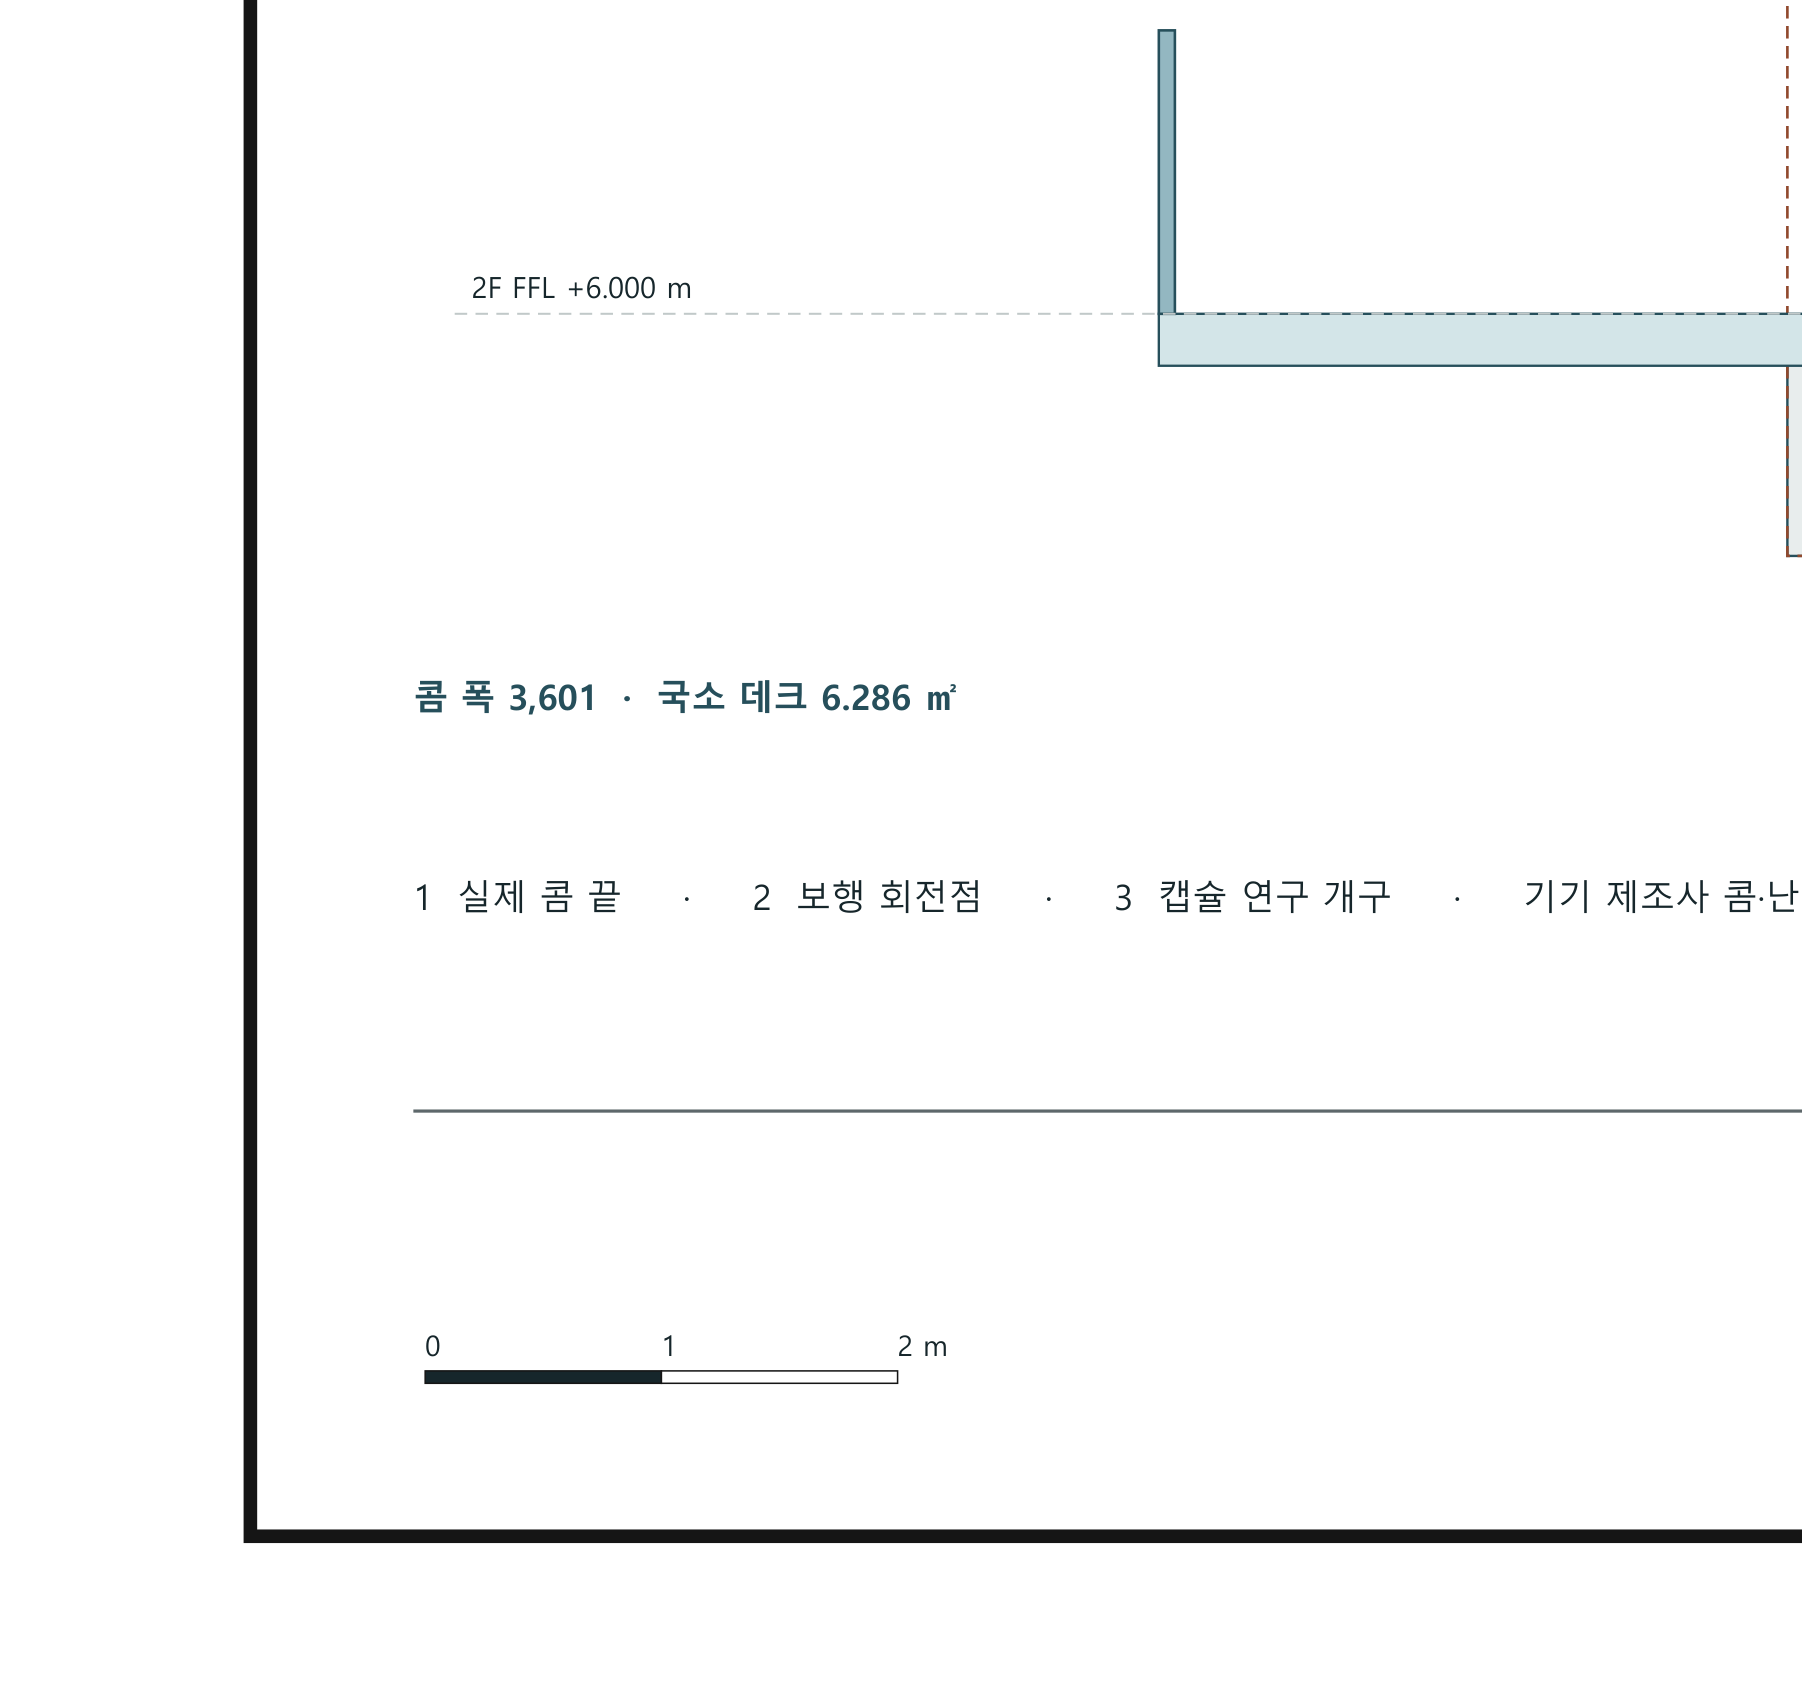 2F FFL +6.000 m
콤 폭 3,601 · 국소 데크 6.286 ㎡
1 실제 콤 끝 · 2 보행 회전점 · 3 캡슐 연구 개구 · 기기 제조사 콤·난
0 1 2 m